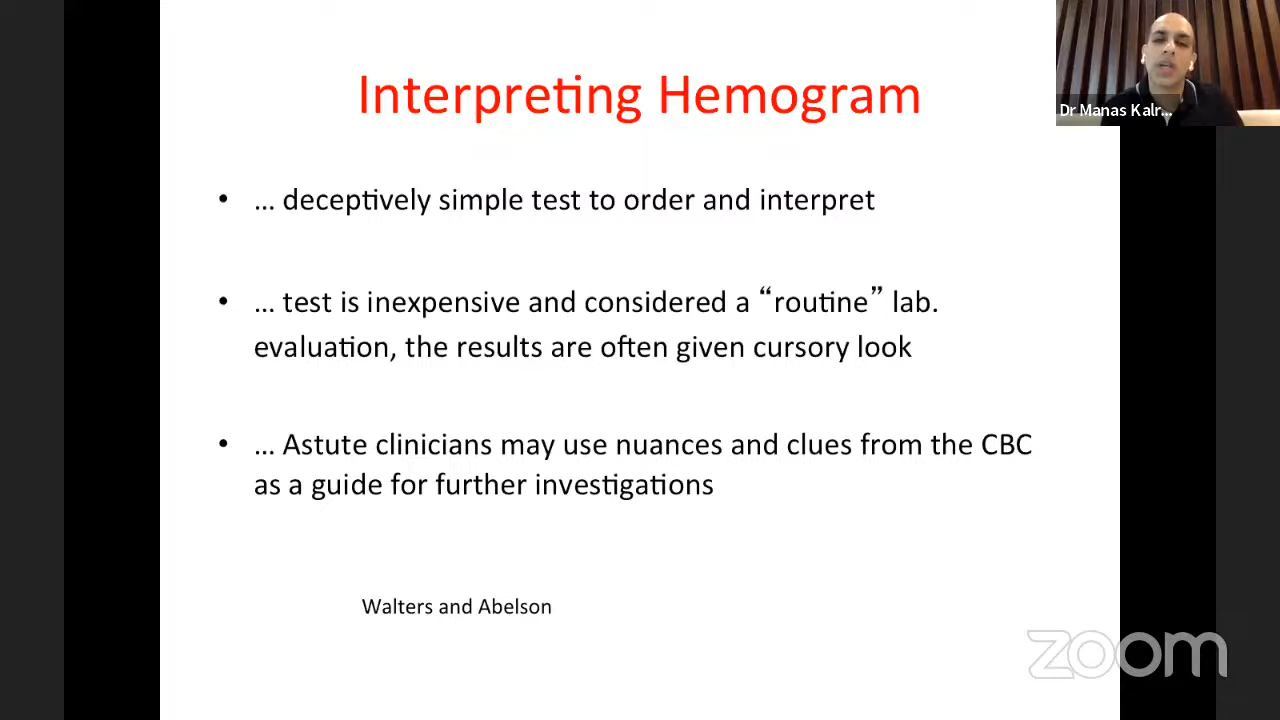 Interpreting Hemogram
Dr Manas Kalr...
• ... deceptively simple test to order and interpret
• ... test is inexpensive and considered a “routine” lab.
evaluation, the results are often given cursory look
• ... Astute clinicians may use nuances and clues from the CBC
as a guide for further investigations
Walters and Abelson
zoom